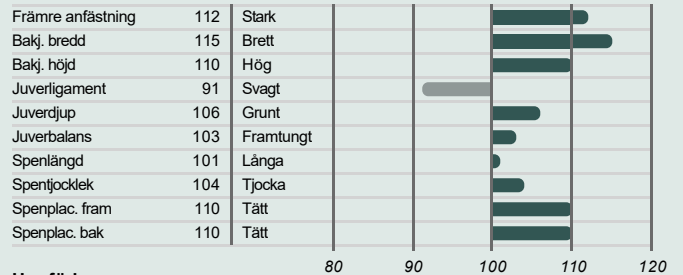 Främre anfästning 112 Stark
Bakj. bredd 115 Brett
Bakj. höjd 110 Hög
Juverligament 91 Svagt
Juverdjup 106 Grunt
Juverbalans 103 Framtungt
Spenlängd 101 Långa
Spentjocklek 104 Tjocka
Spenplac. fram 110 Tätt
Spenplac. bak 110 Tätt
80 90 100 110 120